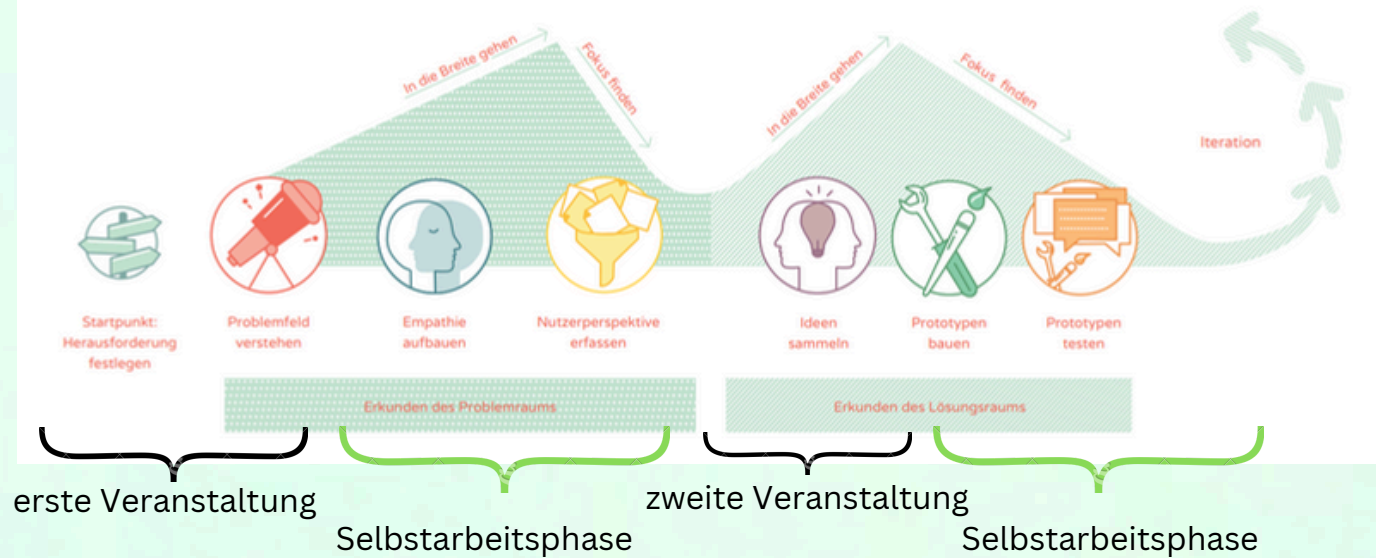 In die Breite gehen
Fokus finden
In die Breite gehen
Fokus finden
Iteration
Startpunkt:
Herausforderung
festlegen
Problemfeld
verstehen
Empathie
aufbauen
Nutzerperspektive
erfassen
Ideen
sammeln
Prototypen
bauen
Prototypen
testen
Erkunden des Problemraums
Erkunden des Lösungsraums
erste Veranstaltung
Selbstarbeitsphase
zweite Veranstaltung
Selbstarbeitsphase